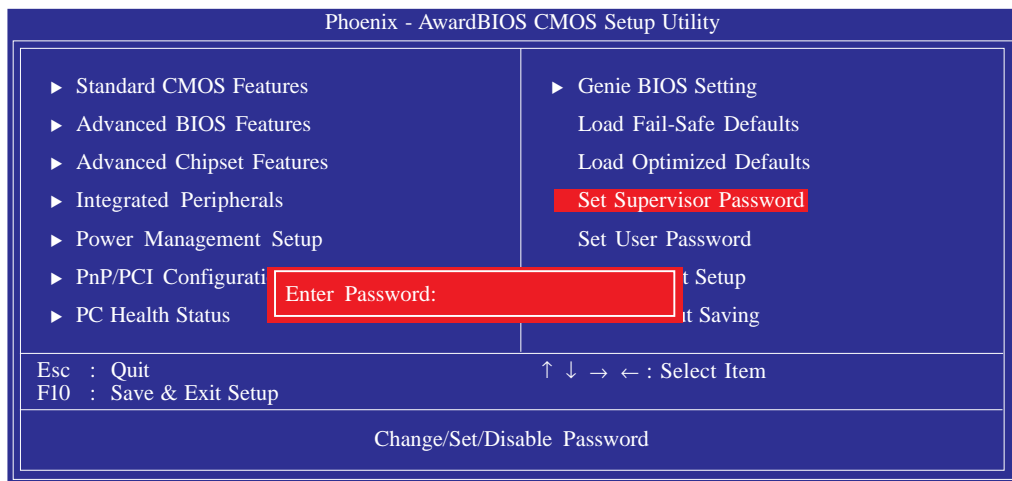 Phoenix - AwardBIOS CMOS Setup Utility
▶ Standard CMOS Features
▶ Advanced BIOS Features
▶ Advanced Chipset Features
▶ Integrated Peripherals
▶ Power Management Setup
▶ PnP/PCI Configurati
▶ PC Health Status
▶ Genie BIOS Setting
Load Fail-Safe Defaults
Load Optimized Defaults
Set Supervisor Password
Set User Password
t Setup
ut Saving
Enter Password:
Esc : Quit
F10 : Save & Exit Setup
↑ ↓ → ← : Select Item
Change/Set/Disable Password